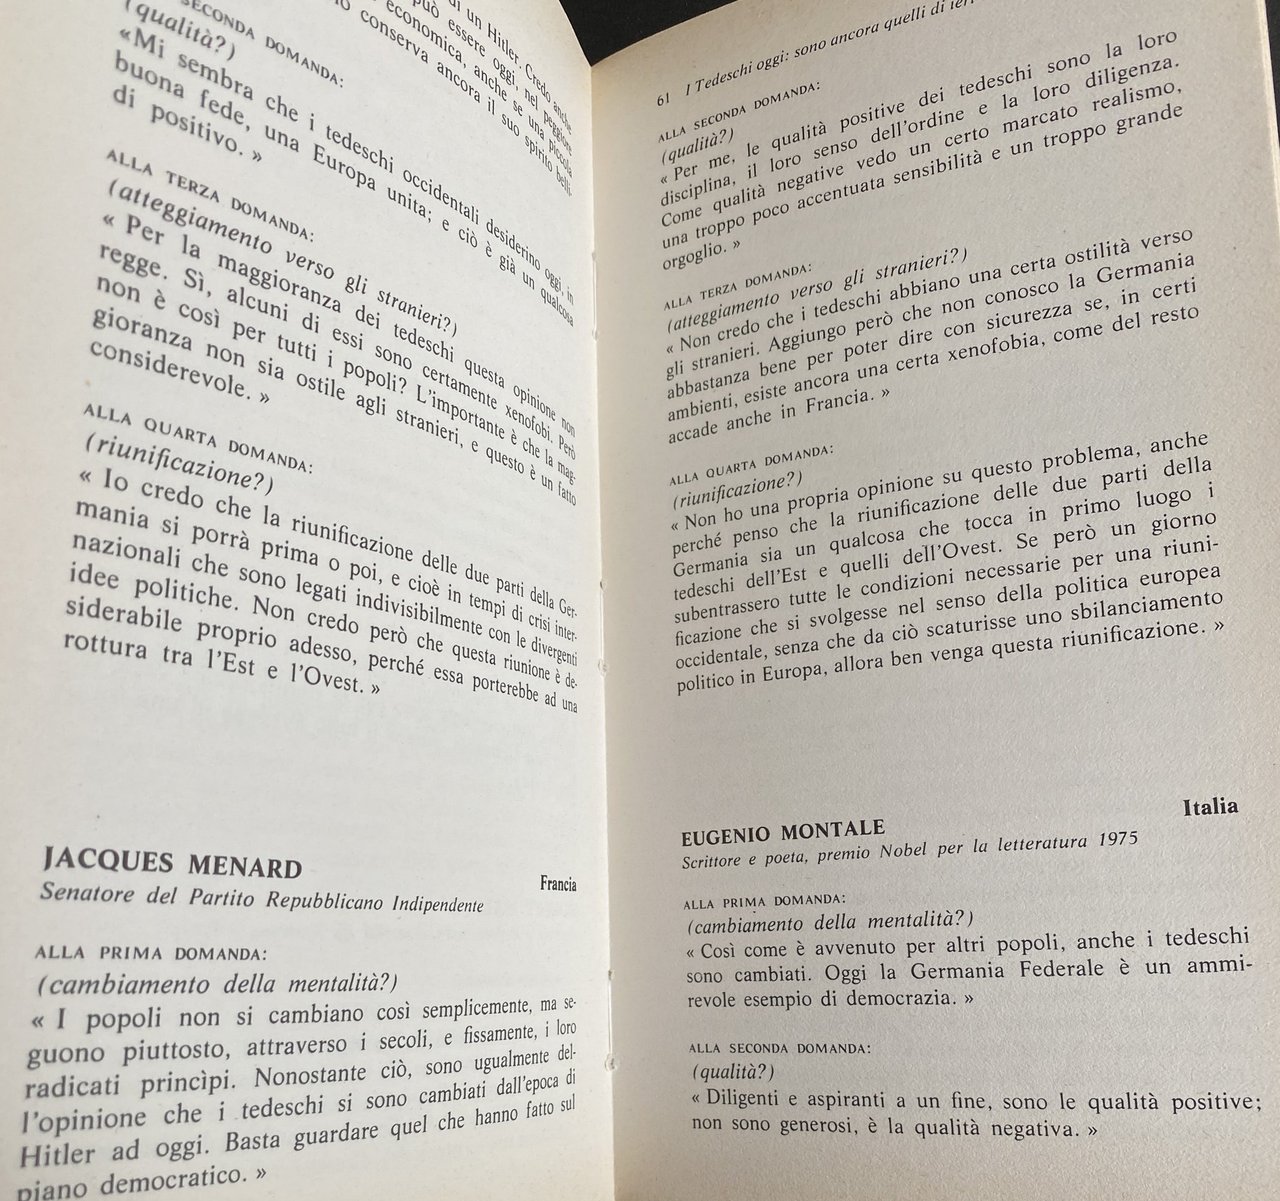 di un Hitler. Credo anche
può essere oggi, nel peggiore
economica, anche se una piccola
conserva ancora il suo spirito belli-
SECONDA DOMANDA:
(qualità?)
«Mi sembra che i tedeschi occidentali desiderino oggi, in
buona fede, una Europa unita; e ciò è già un qualcosa
di positivo. »
ALLA TERZA DOMANDA:
(atteggiamento verso gli stranieri?)
« Per la maggioranza dei tedeschi questa opinione non
regge. Sì, alcuni di essi sono certamente xenofobi. Però
non è così per tutti i popoli? L'importante è che la mag-
gioranza non sia ostile agli stranieri, e questo è un fatto
considerevole. »
ALLA QUARTA DOMANDA:
(riunificazione?)
« Io credo che la riunificazione delle due parti della Ger-
mania si porrà prima o poi, e cioè in tempi di crisi inter-
nazionali che sono legati indivisibilmente con le divergenti
idee politiche. Non credo però che questa riunione è de-
siderabile proprio adesso, perché essa porterebbe ad una
rottura tra l'Est e l'Ovest. »
JACQUES MENARD
Francia
Senatore del Partito Repubblicano Indipendente
ALLA PRIMA DOMANDA:
(cambiamento della mentalità?)
« I popoli non si cambiano così semplicemente, ma se-
guono piuttosto, attraverso i secoli, e fissamente, i loro
radicati princìpi. Nonostante ciò, sono ugualmente del-
l'opinione che i tedeschi si sono cambiati dall'epoca di
Hitler ad oggi. Basta guardare quel che hanno fatto sul
piano democratico. »
61 I Tedeschi oggi: sono ancora quelli di ieri
ALLA SECONDA DOMANDA:
(qualità?)
« Per me, le qualità positive dei tedeschi sono la loro
disciplina, il loro senso dell'ordine e la loro diligenza.
Come qualità negative vedo un certo marcato realismo,
una troppo poco accentuata sensibilità e un troppo grande
orgoglio. »
ALLA TERZA DOMANDA:
(atteggiamento verso gli stranieri?)
« Non credo che i tedeschi abbiano una certa ostilità verso
gli stranieri. Aggiungo però che non conosco la Germania
abbastanza bene per poter dire con sicurezza se, in certi
ambienti, esiste ancora una certa xenofobia, come del resto
accade anche in Francia. »
ALLA QUARTA DOMANDA:
(riunificazione?)
« Non ho una propria opinione su questo problema, anche
perché penso che la riunificazione delle due parti della
Germania sia un qualcosa che tocca in primo luogo i
tedeschi dell'Est e quelli dell'Ovest. Se però un giorno
subentrassero tutte le condizioni necessarie per una riuni-
ficazione che si svolgesse nel senso della politica europea
occidentale, senza che da ciò scaturisse uno sbilanciamento
politico in Europa, allora ben venga questa riunificazione. »
Italia
EUGENIO MONTALE
Scrittore e poeta, premio Nobel per la letteratura 1975
ALLA PRIMA DOMANDA:
(cambiamento della mentalità?)
« Così come è avvenuto per altri popoli, anche i tedeschi
sono cambiati. Oggi la Germania Federale è un ammi-
revole esempio di democrazia. »
ALLA SECONDA DOMANDA:
(qualità?)
« Diligenti e aspiranti a un fine, sono le qualità positive;
non sono generosi, è la qualità negativa. »